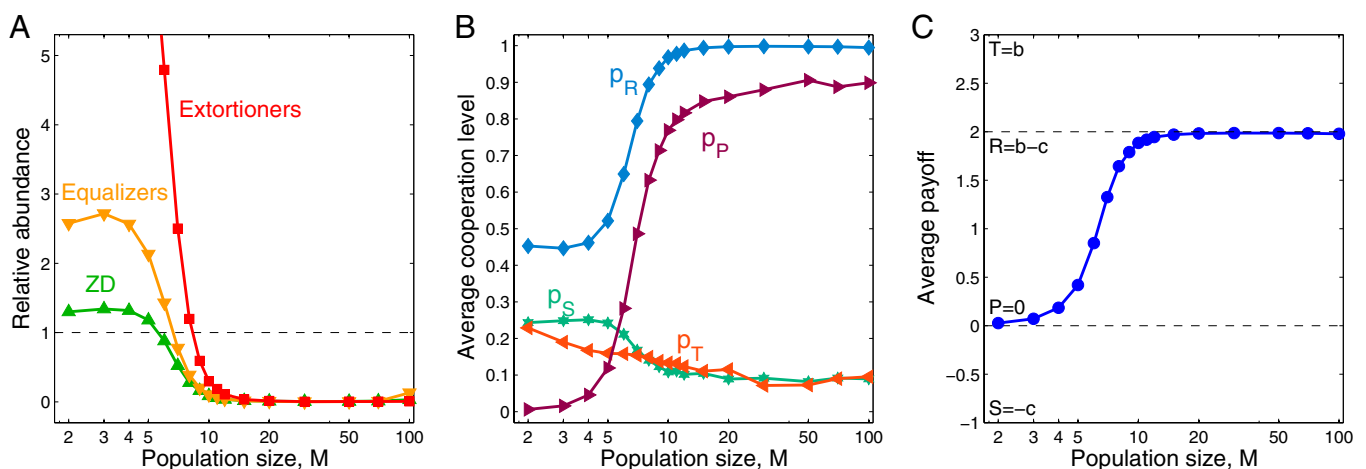 A
Relative abundance
5
4
3
2
1
0
Extortioners
Equalizers
ZD
2 3 4 5 10 20 50 100
Population size, M
B
Average cooperation level
1
0.9
0.8
0.7
0.6
0.5
0.4
0.3
0.2
0.1
0
pR
pP
pS
pT
2 3 4 5 10 20 50 100
Population size, M
C
Average payoff
3
2.5
2
1.5
1
0.5
0
−0.5
−1
T=b
R=b−c
P=0
S=−c
2 3 4 5 10 20 50 100
Population size, M